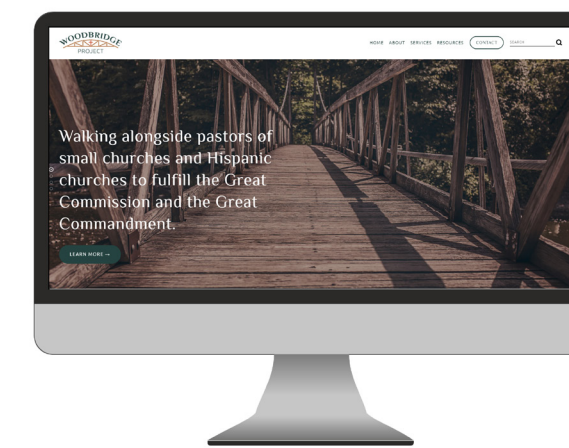 WOODBRIDGE
PROJECT
HOME ABOUT SERVICES RESOURCES CONTACT SEARCH
Walking alongside pastors of
small churches and Hispanic
churches to fulfill the Great
Commission and the Great
Commandment.
LEARN MORE →